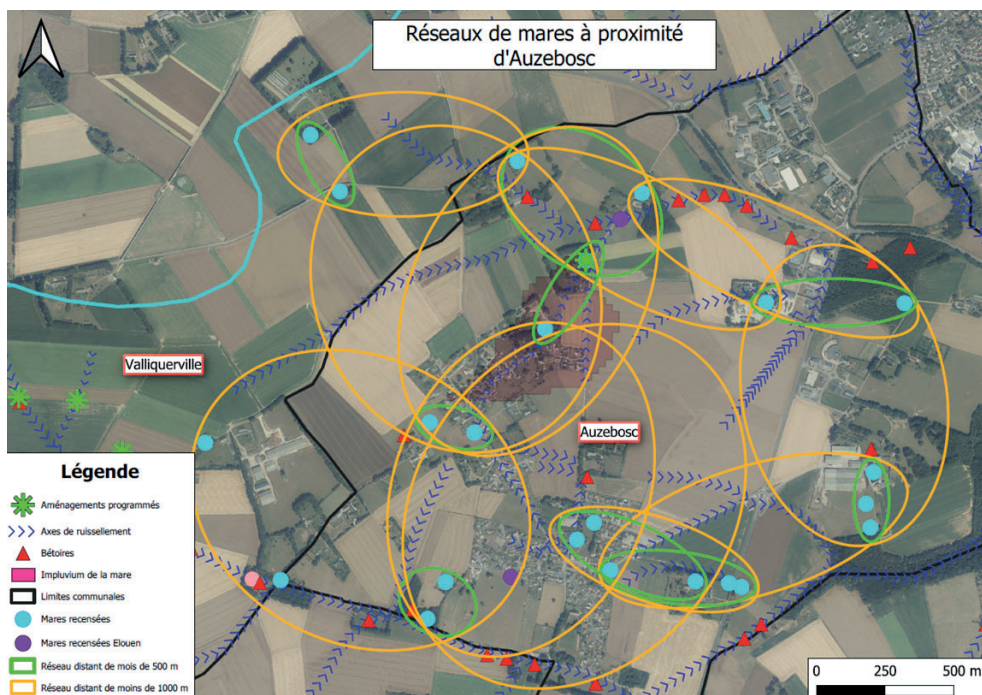 Réseaux de mares à proximité
d'Auzebosc
Valliquerville
Auzebosc
Légende
Aménagements programmés
Axes de ruissellement
Bétoires
Impluvium de la mare
Limites communales
Mares recensées
Mares recensées Elouen
Réseau distant de mois de 500 m
Réseau distant de moins de 1000 m
0 250 500 m